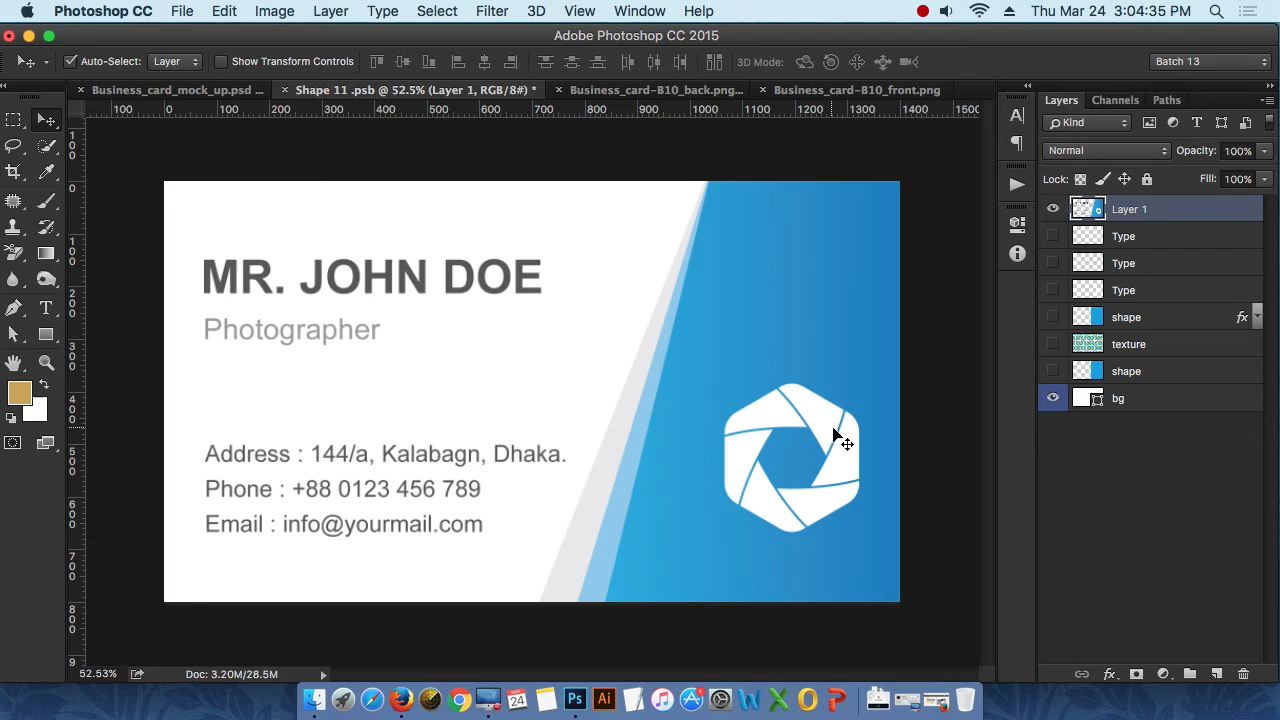 Photoshop CC File Edit Image Layer Type Select Filter 3D View Window Help Thu Mar 24 3:04:35 PM
Adobe Photoshop CC 2015
Auto-Select: Layer Show Transform Controls 3D Mode: Batch 13
Business_card_mock_up.psd ... Shape 11 .psb @ 52.5% (Layer 1, RGB/8#) * Business_card-B10_back.png... Business_card-B10_front.png
100 0 100 200 300 400 500 600 700 800 900 1000 1100 1200 1300 1400 1500
Layers Channels Paths
Kind
Normal Opacity: 100%
Lock: Fill: 100%
Layer 1
Type
Type
Type
shape fx
texture
shape
bg
MR. JOHN DOE
Photographer
Address : 144/a, Kalabagn, Dhaka.
Phone : +88 0123 456 789
Email : info@yourmail.com
52.53% Doc: 3.20M/28.5M